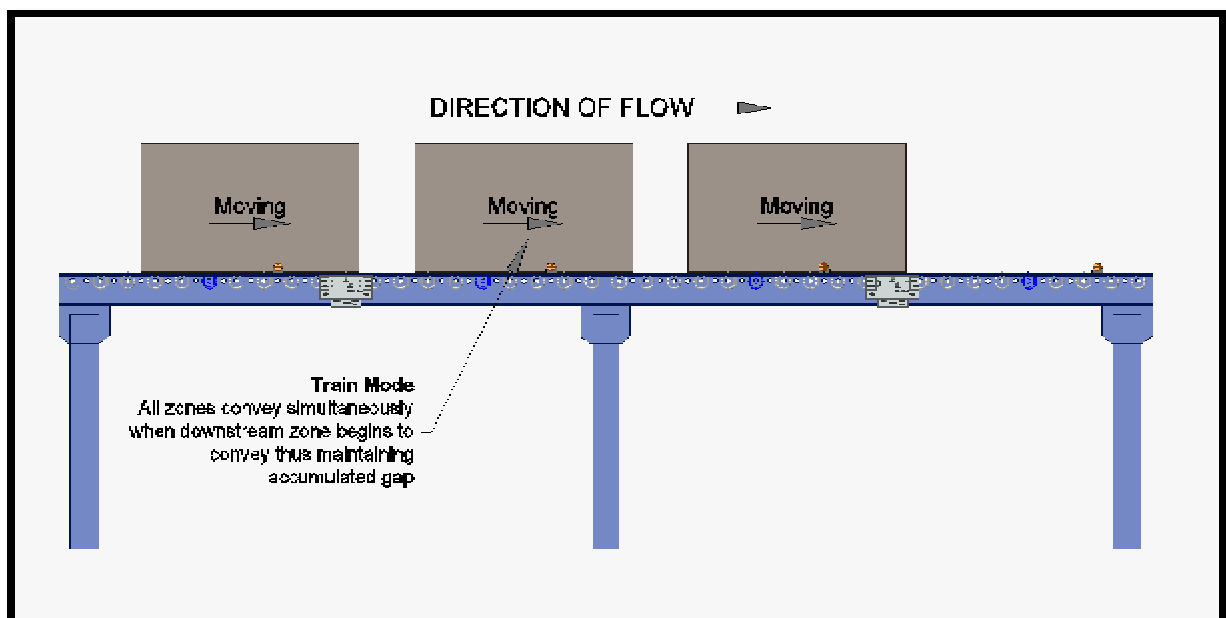 DIRECTION OF FLOW
Moving
Moving
Moving
Train Mode
All zones convey simultaneously
when downstream zone begins to
convey thus maintaining
accumulated gap